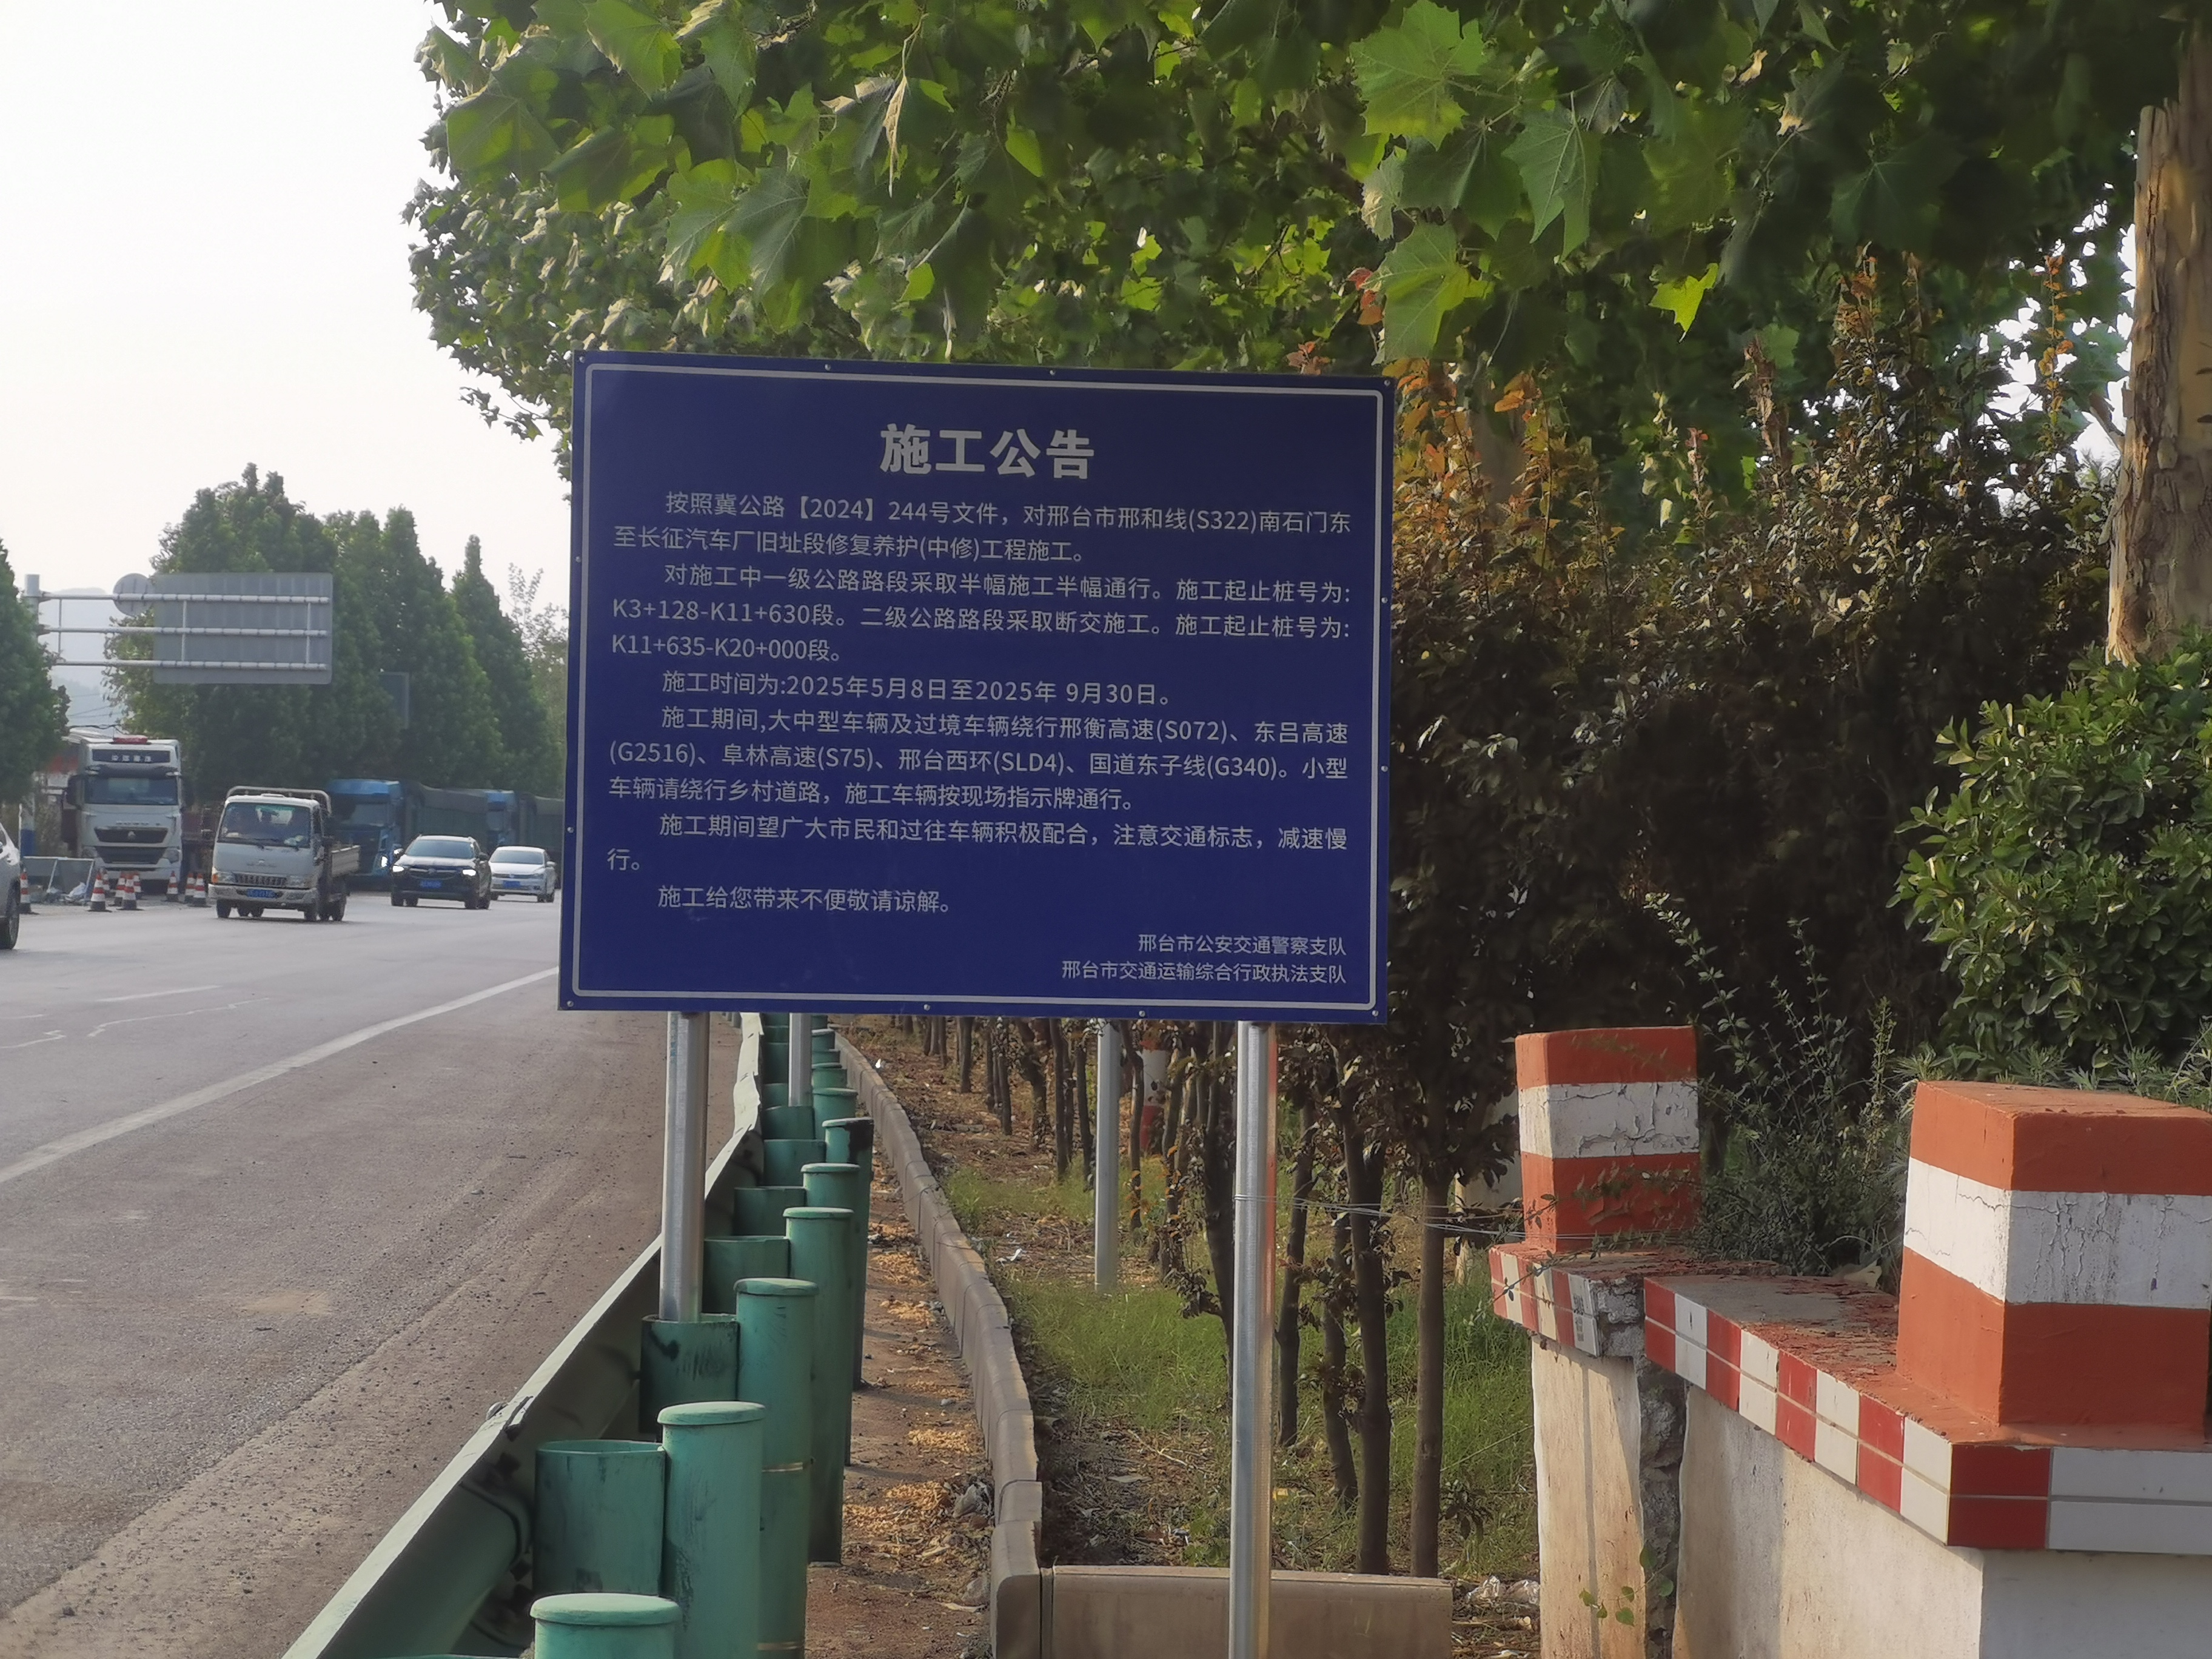 施工公告
按照冀公路【2024】244号文件，对邢台市邢和线(S322)南石门东
至长征汽车厂旧址段修复养护(中修)工程施工。
对施工中一级公路路段采取半幅施工半幅通行。施工起止桩号为:
K3+128-K11+630段。二级公路路段采取断交施工。施工起止桩号为:
K11+635-K20+000段。
施工时间为:2025年5月8日至2025年 9月30日。
施工期间,大中型车辆及过境车辆绕行邢衡高速(S072)、东吕高速
(G2516)、阜林高速(S75)、邢台西环(SLD4)、国道东子线(G340)。小型
车辆请绕行乡村道路，施工车辆按现场指示牌通行。
施工期间望广大市民和过往车辆积极配合，注意交通标志，减速慢
行。
施工给您带来不便敬请谅解。
邢台市公安交通警察支队
邢台市交通运输综合行政执法支队